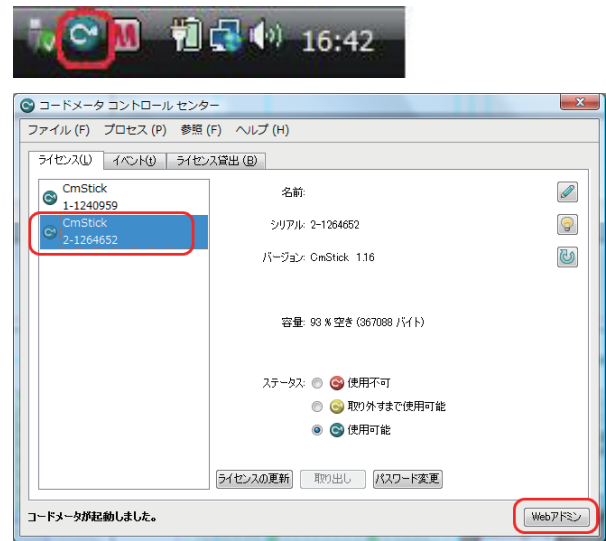 16:42
コードメータ コントロール センター
ファイル (F) プロセス (P) 参照 (F) ヘルプ (H)
ライセンス(L) イベント(t) ライセンス貸出 (B)
CmStick
1-1240959
CmStick
2-1264652
名前:
シリアル: 2-1264652
バージョン: CmStick 1.16
容量: 93 % 空き (367088 バイト)
ステータス: 使用不可
取り外すまで使用可能
使用可能
ライセンスの更新 取り出し パスワード変更
コードメータが起動しました。 Webアドミン